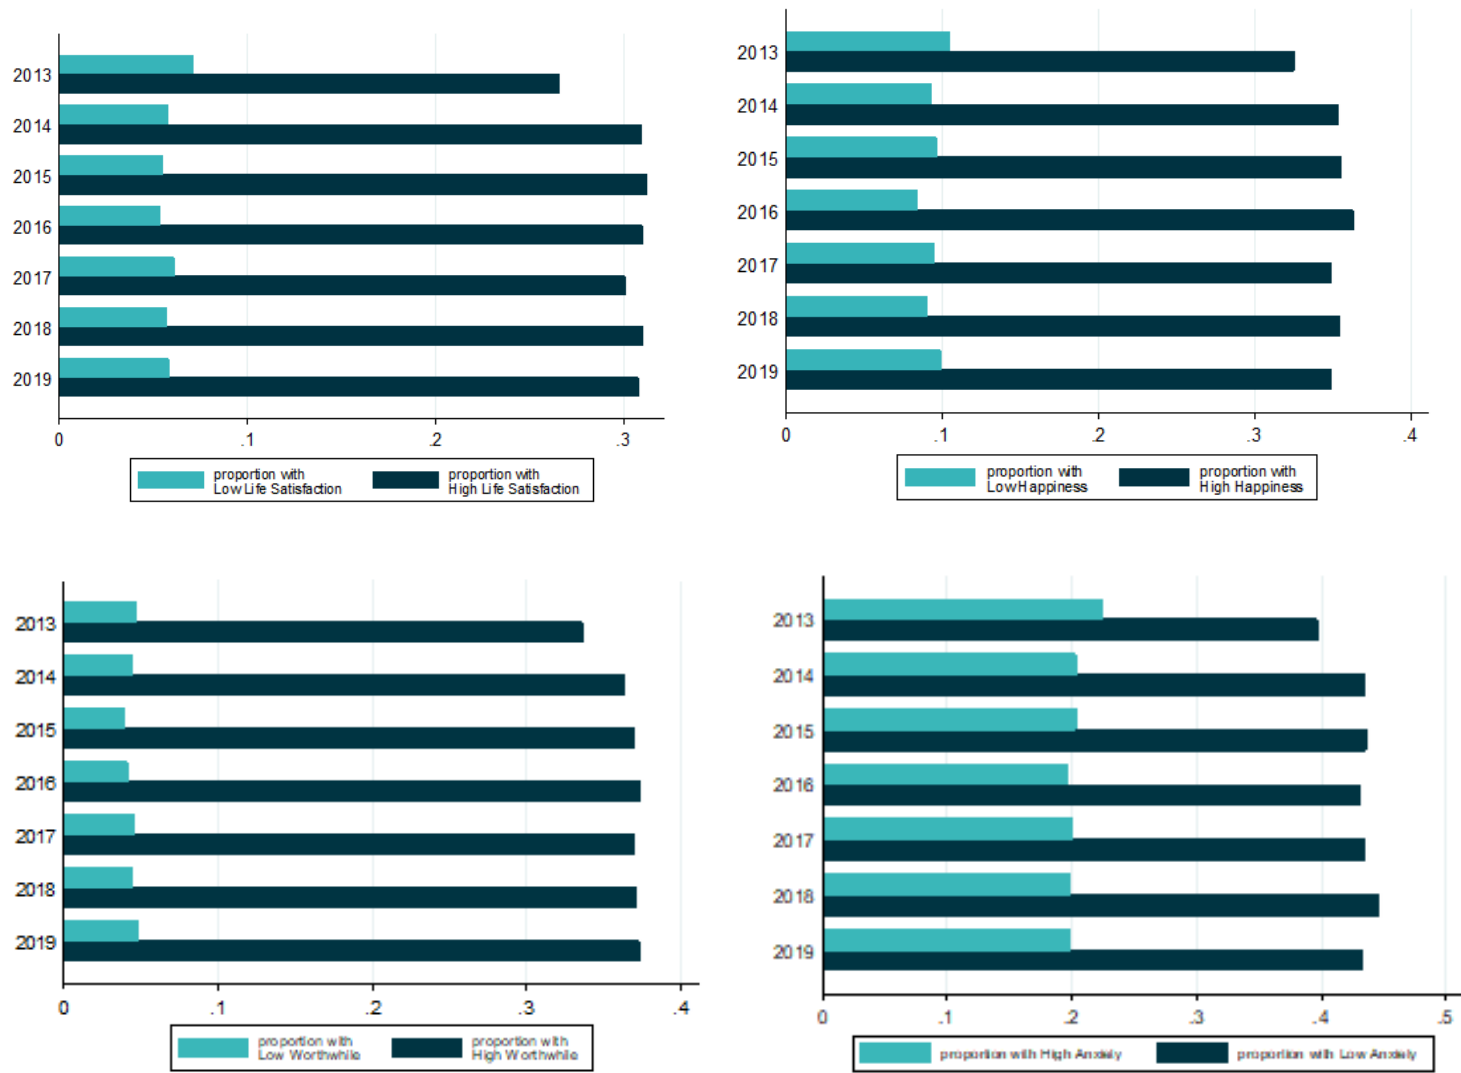 2013
2014
2015
2016
2017
2018
2019
0 .1 .2 .3
proportion with
Low Life Satisfaction
proportion with
High Life Satisfaction
2013
2014
2015
2016
2017
2018
2019
0 .1 .2 .3 .4
proportion with
Low Happiness
proportion with
High Happiness
2013
2014
2015
2016
2017
2018
2019
0 .1 .2 .3 .4
proportion with
Low Worthwhile
proportion with
High Worthwhile
2013
2014
2015
2016
2017
2018
2019
0 .1 .2 .3 .4 .5
proportion with High Anxiety
proportion with Low Anxiety